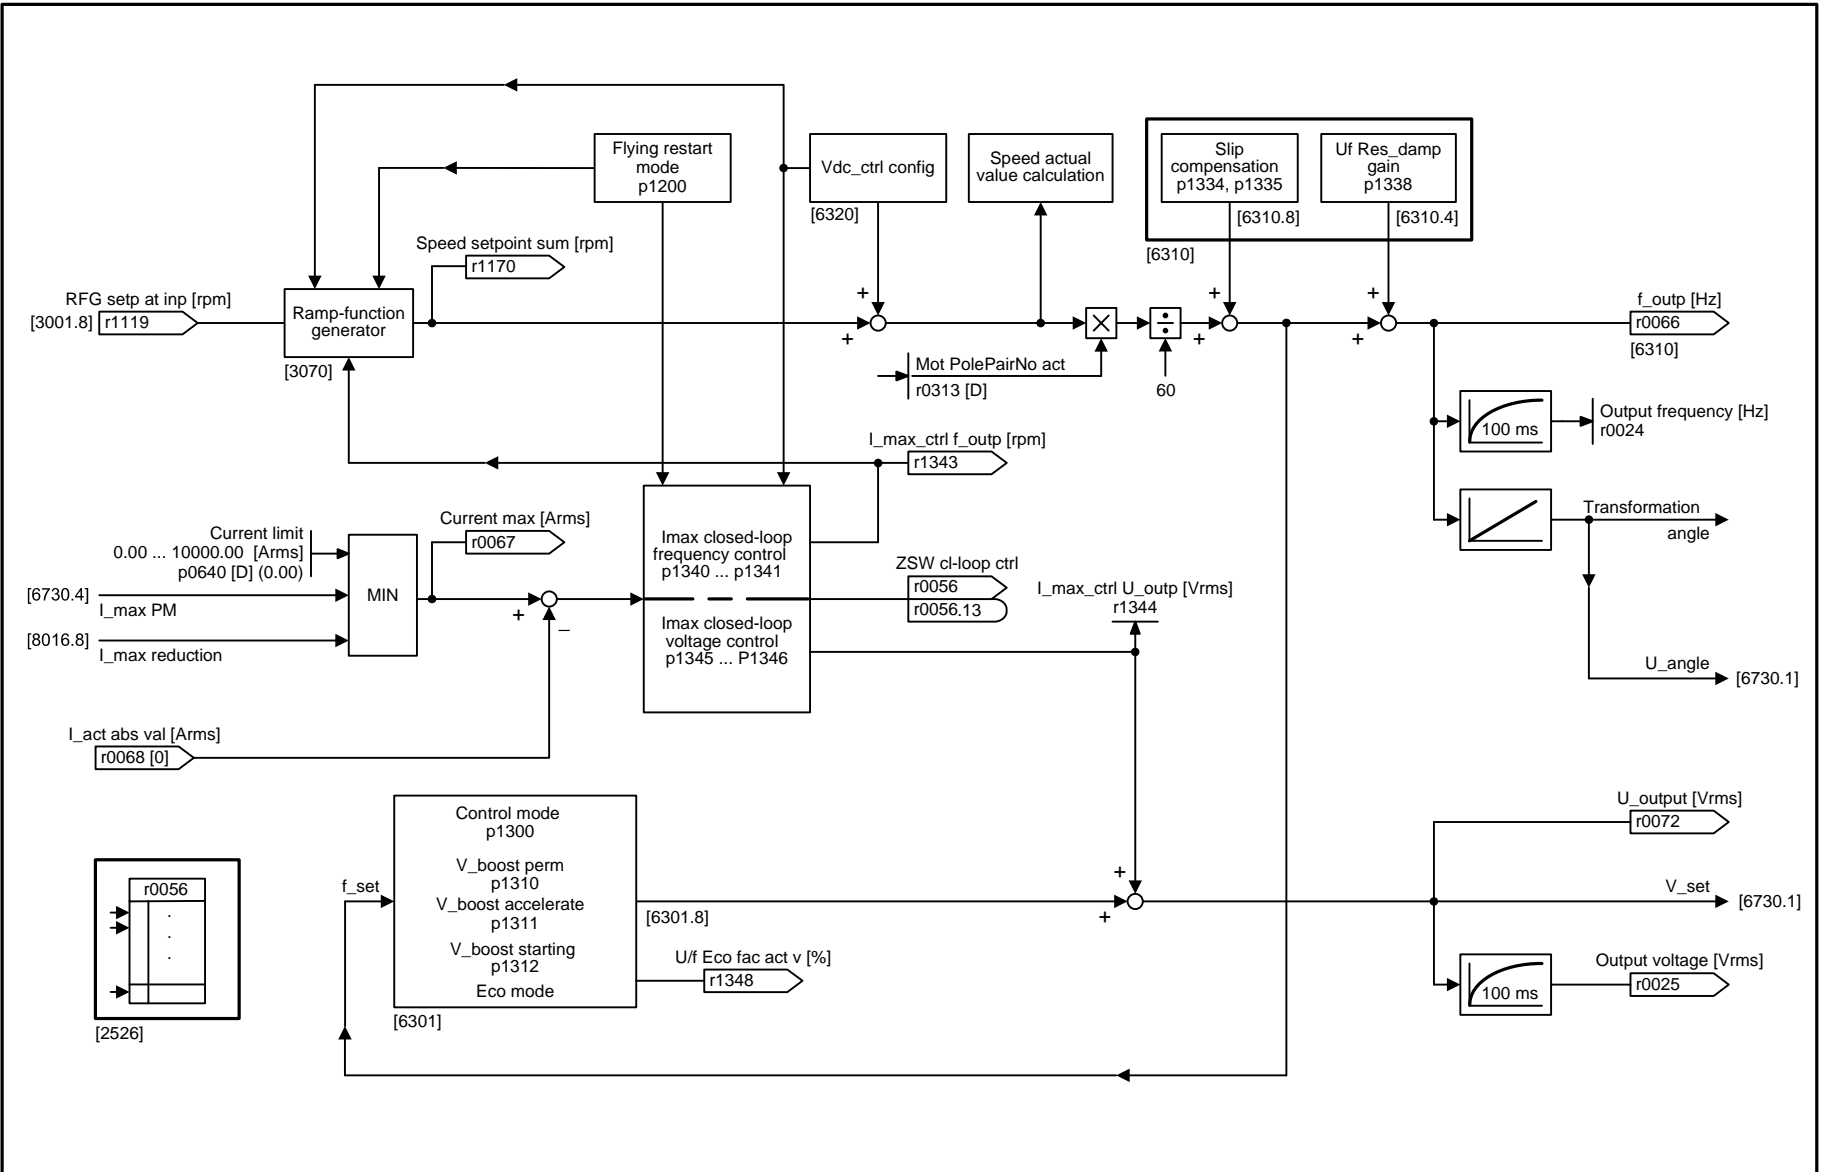 Flying restart
mode
p1200
Vdc_ctrl config
[6320]
Speed actual
value calculation
Slip
compensation
p1334, p1335
[6310.8]
Uf Res_damp
gain
p1338
[6310.4]
[6310]
Speed setpoint sum [rpm]
r1170
RFG setp at inp [rpm]
[3001.8]
r1119
Ramp-function
generator
[3070]
+
+
Mot PolePairNo act
r0313 [D]
×
÷
60
+
+
+
+
f_outp [Hz]
r0066
[6310]
100 ms
Output frequency [Hz]
r0024
I_max_ctrl f_outp [rpm]
r1343
Transformation
angle
U_angle
[6730.1]
Current limit
0.00 ... 10000.00 [Arms]
p0640 [D] (0.00)
[6730.4]
I_max PM
[8016.8]
I_max reduction
MIN
Current max [Arms]
r0067
+
–
Imax closed-loop
frequency control
p1340 ... p1341
Imax closed-loop
voltage control
p1345 ... P1346
ZSW cl-loop ctrl
r0056
r0056.13
I_max_ctrl U_outp [Vrms]
r1344
I_act abs val [Arms]
r0068 [0]
Control mode
p1300
V_boost perm
p1310
V_boost accelerate
p1311
V_boost starting
p1312
Eco mode
[6301]
f_set
[6301.8]
U/f Eco fac act v [%]
r1348
+
+
U_output [Vrms]
r0072
V_set
[6730.1]
100 ms
Output voltage [Vrms]
r0025
r0056
.
.
.
[2526]